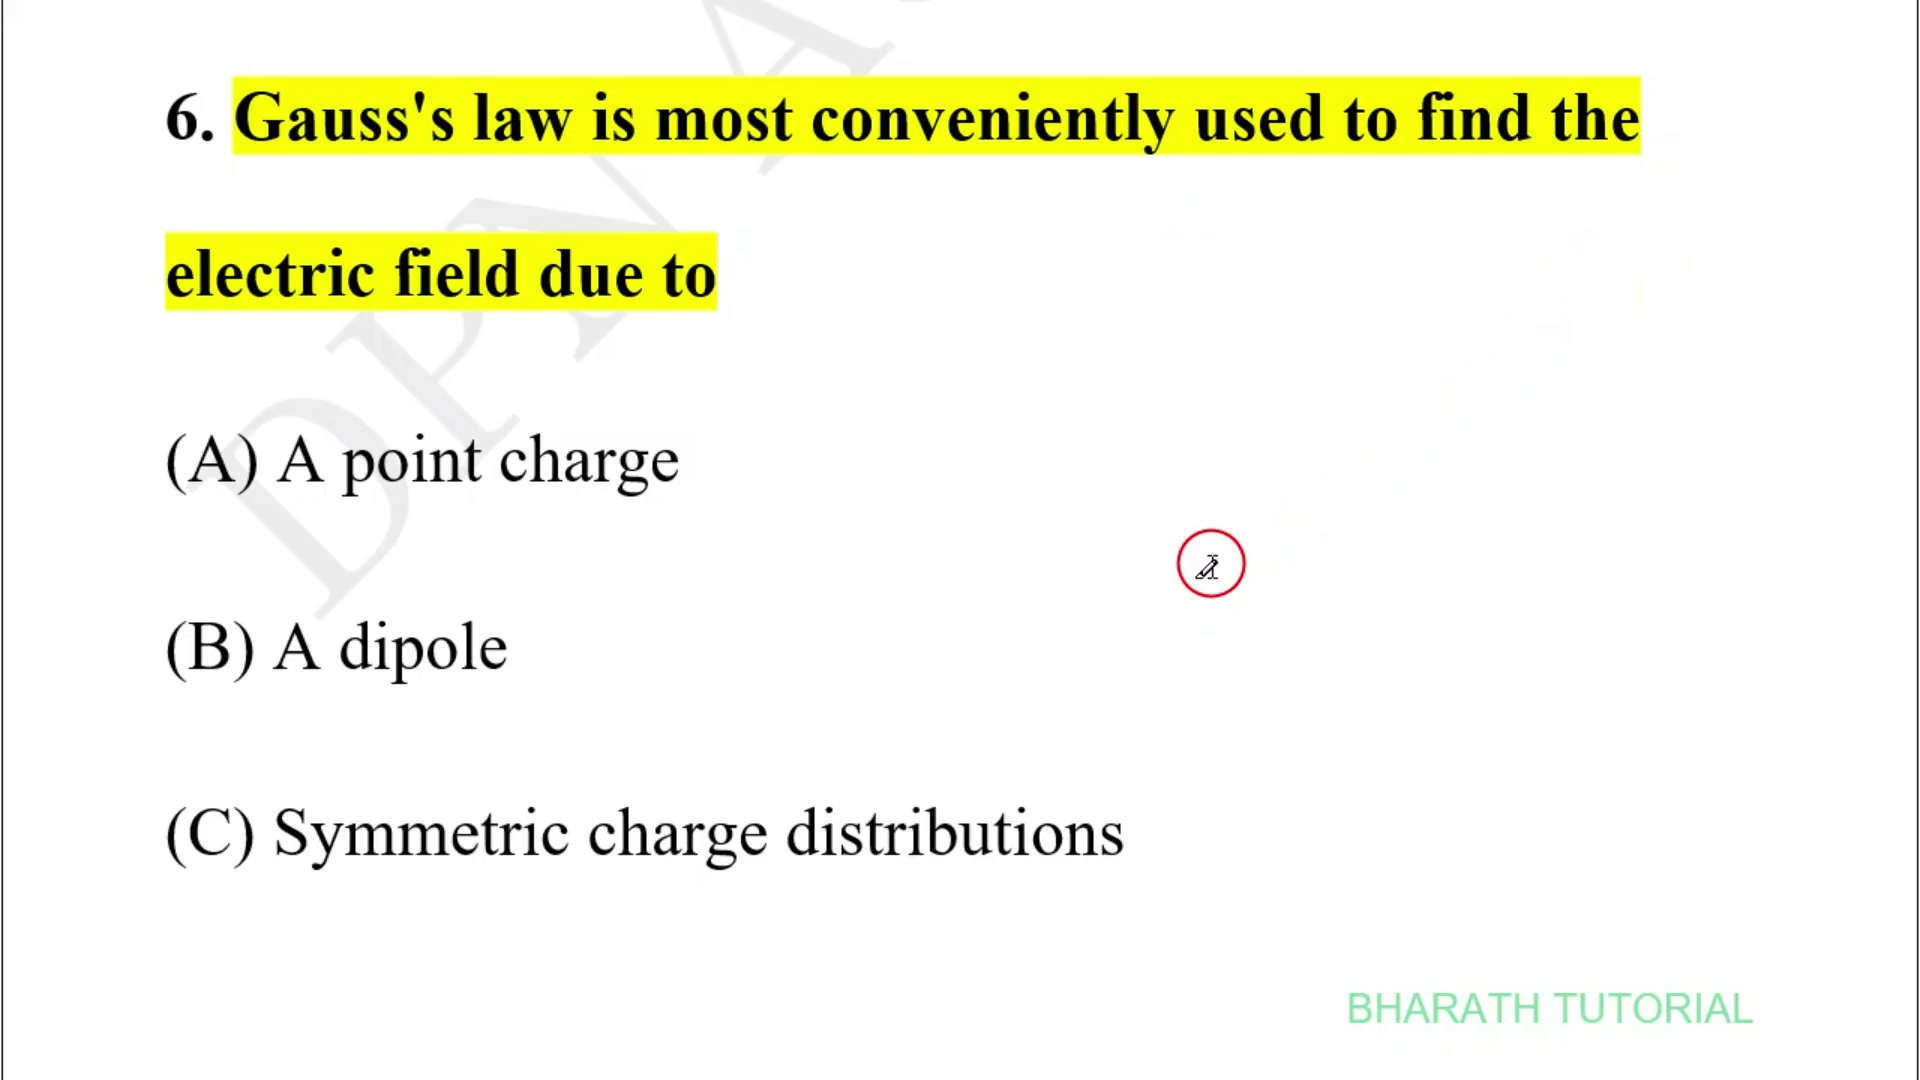 6. Gauss's law is most conveniently used to find the
electric field due to
(A) A point charge
(B) A dipole
(C) Symmetric charge distributions
BHARATH TUTORIAL